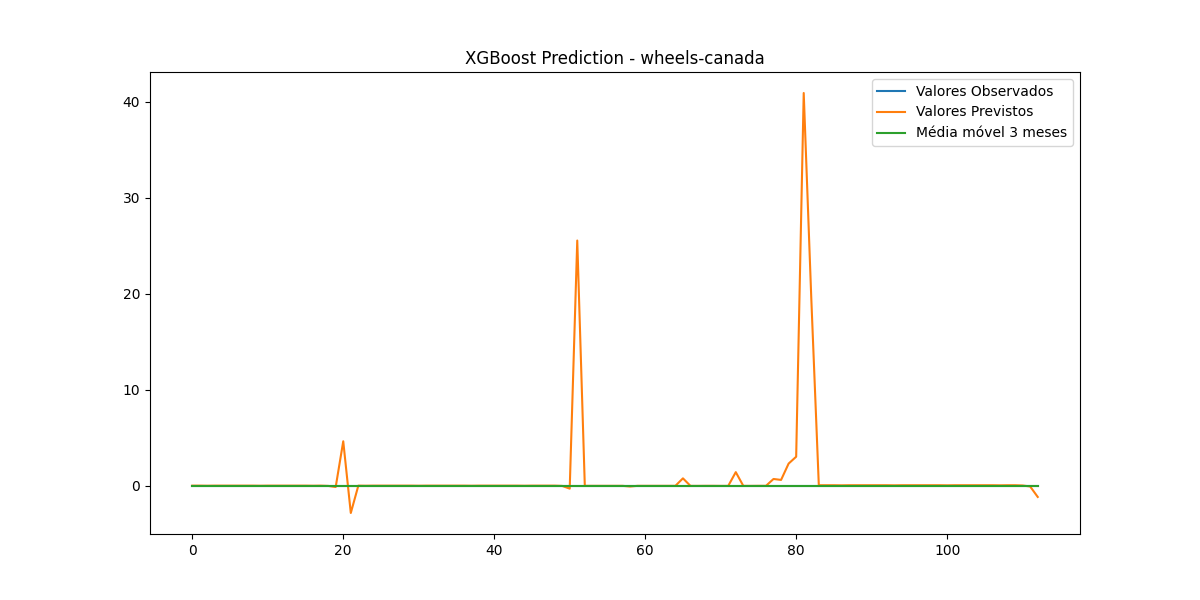 XGBoost Prediction - wheels-canada
Valores Observados
Valores Previstos
Média móvel 3 meses
40
30
20
10
0
0
20
40
60
80
100